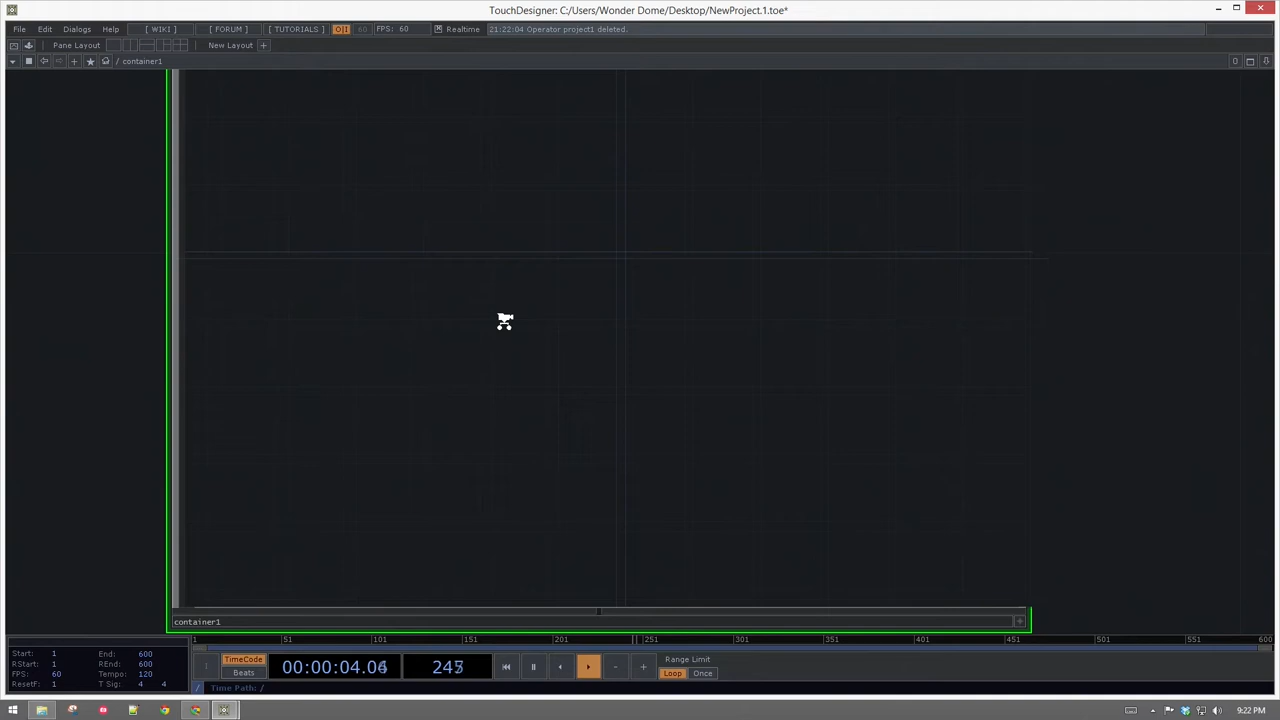 TouchDesigner: C:/Users/Wonder Dome/Desktop/NewProject.1.toe*
File Edit Dialogs Help [ WIKI ] [ FORUM ] [ TUTORIALS ] O|I 60 FPS: 60 Realtime 21:22:04 Operator project1 deleted.
Pane Layout New Layout +
/ container1 0
container1
1 51 101 151 201 251 301 351 401 451 501 551 600
Start: 1 End: 600
RStart: 1 REnd: 600
FPS: 60 Tempo: 120
ResetF: 1 T Sig: 4 4
TimeCode
Beats
00:00:04.04
Range Limit
Loop Once
/ Time Path: /
9:22 PM